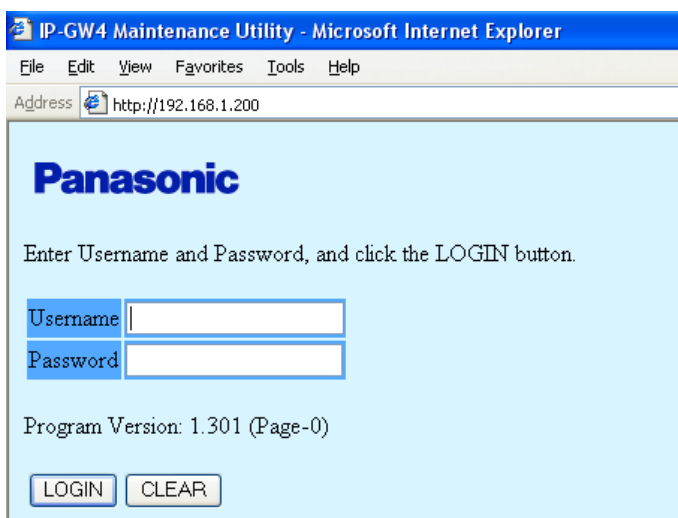 IP-GW4 Maintenance Utility - Microsoft Internet Explorer
File Edit View Favorites Tools Help
Address http://192.168.1.200
Panasonic
Enter Username and Password, and click the LOGIN button.
Username
Password
Program Version: 1.301 (Page-0)
LOGIN CLEAR